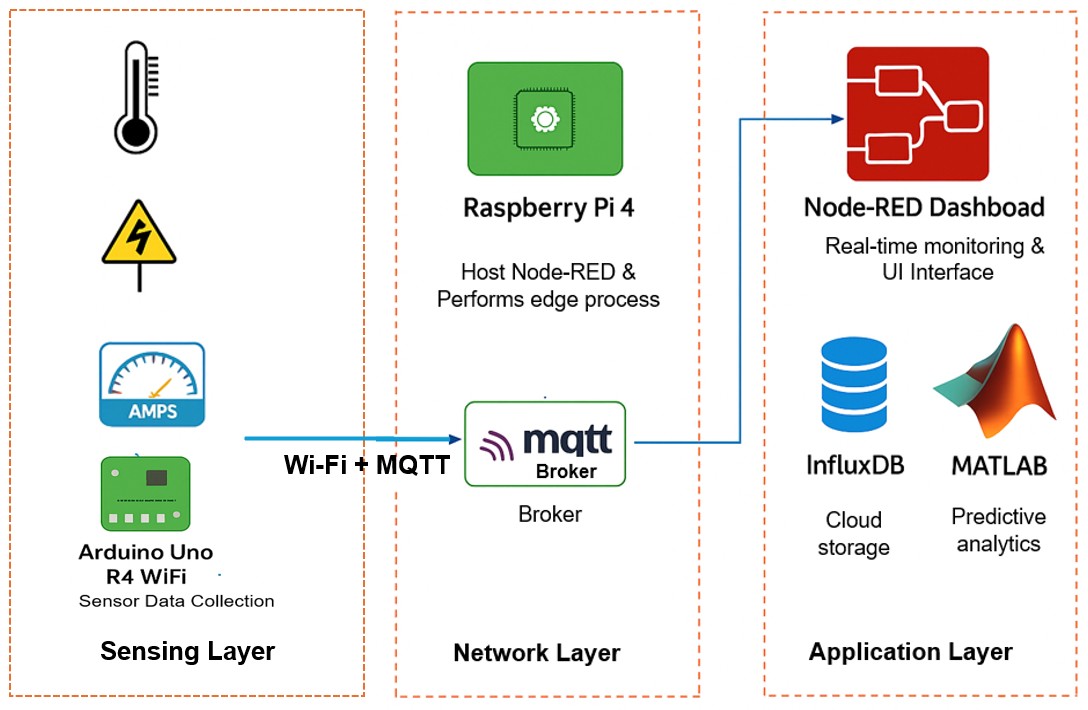 AMPS
Arduino Uno
R4 WiFi
Sensor Data Collection
Sensing Layer
Wi-Fi + MQTT
Raspberry Pi 4
Host Node-RED &
Performs edge process
mqtt
Broker
Broker
Network Layer
Node-RED Dashboad
Real-time monitoring &
UI Interface
InfluxDB
Cloud
storage
MATLAB
Predictive
analytics
Application Layer